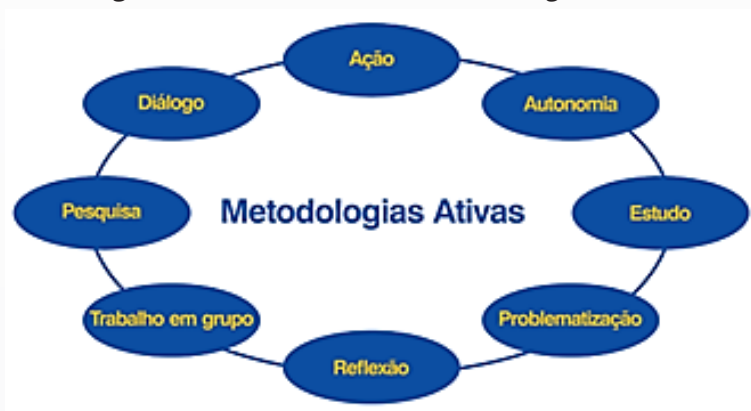 Ação
Diálogo
Autonomia
Pesquisa
Metodologias Ativas
Estudo
Trabalho em grupo
Problematização
Reflexão